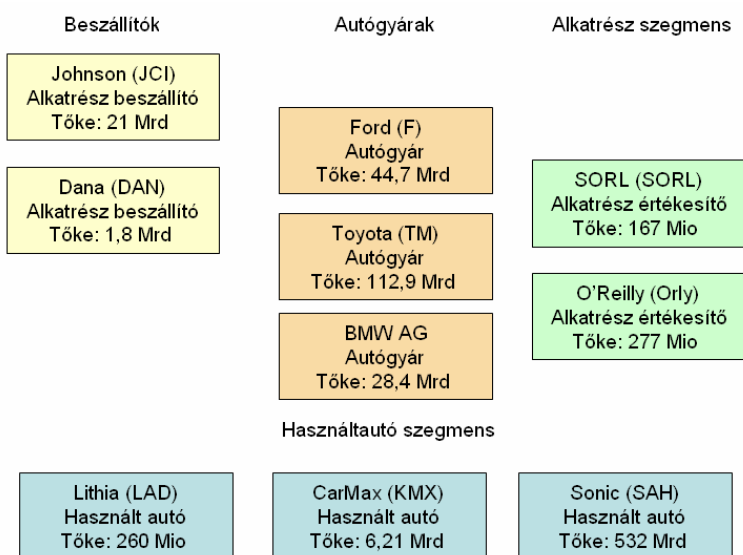 Beszállítók
Johnson (JCI)
Alkatrész beszállító
Tőke: 21 Mrd
Dana (DAN)
Alkatrész beszállító
Tőke: 1,8 Mrd
Autógyárak
Ford (F)
Autógyár
Tőke: 44,7 Mrd
Toyota (TM)
Autógyár
Tőke: 112,9 Mrd
BMW AG
Autógyár
Tőke: 28,4 Mrd
Alkatrész szegmens
SORL (SORL)
Alkatrész értékesítő
Tőke: 167 Mio
O'Reilly (Orly)
Alkatrész értékesítő
Tőke: 277 Mio
Használtautó szegmens
Lithia (LAD)
Használt autó
Tőke: 260 Mio
CarMax (KMX)
Használt autó
Tőke: 6,21 Mrd
Sonic (SAH)
Használt autó
Tőke: 532 Mrd